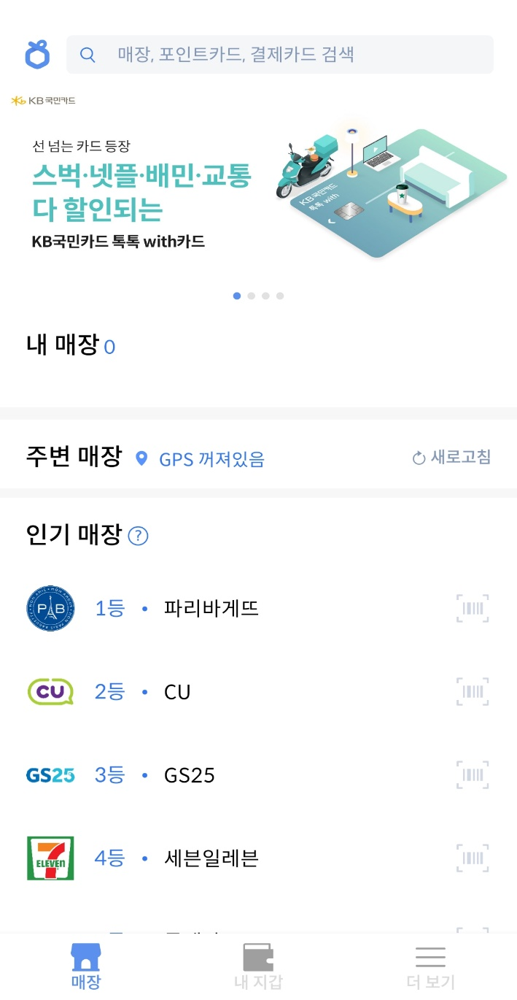 매장, 포인트카드, 결제카드 검색
KB국민카드
선 넘는 카드 등장
스벅·넷플·배민·교통
다 할인되는
KB국민카드 톡톡 with카드
KB국민카드
톡톡 with
내 매장 0
주변 매장 GPS 꺼져있음 새로고침
인기 매장 ?
PB 1등 • 파리바게뜨
CU 2등 • CU
GS25 3등 • GS25
7 ELEVEN 4등 • 세븐일레븐
매장 내 지갑 더 보기